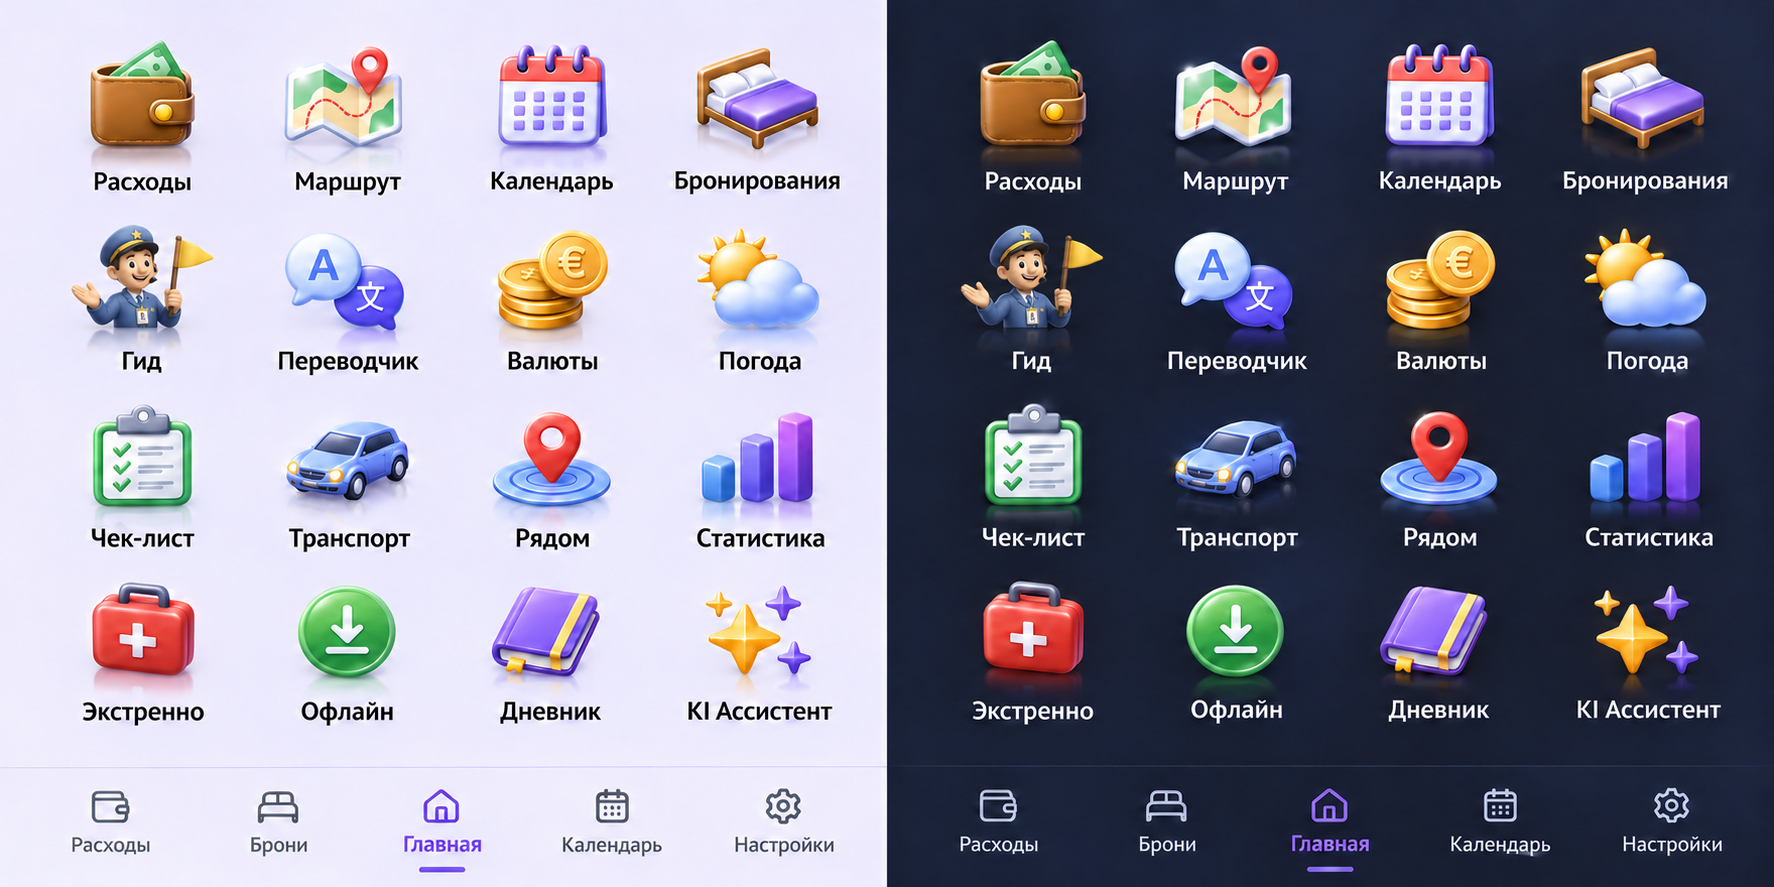 Расходы
Маршрут
Календарь
Бронирования
A
文
€
Гид
Переводчик
Валюты
Погода
Чек-лист
Транспорт
Рядом
Статистика
Экстренно
Офлайн
Дневник
KI Ассистент
Расходы
Брони
Главная
Календарь
Настройки
Расходы
Маршрут
Календарь
Бронирования
A
文
€
Гид
Переводчик
Валюты
Погода
Чек-лист
Транспорт
Рядом
Статистика
Экстренно
Офлайн
Дневник
KI Ассистент
Расходы
Брони
Главная
Календарь
Настройки